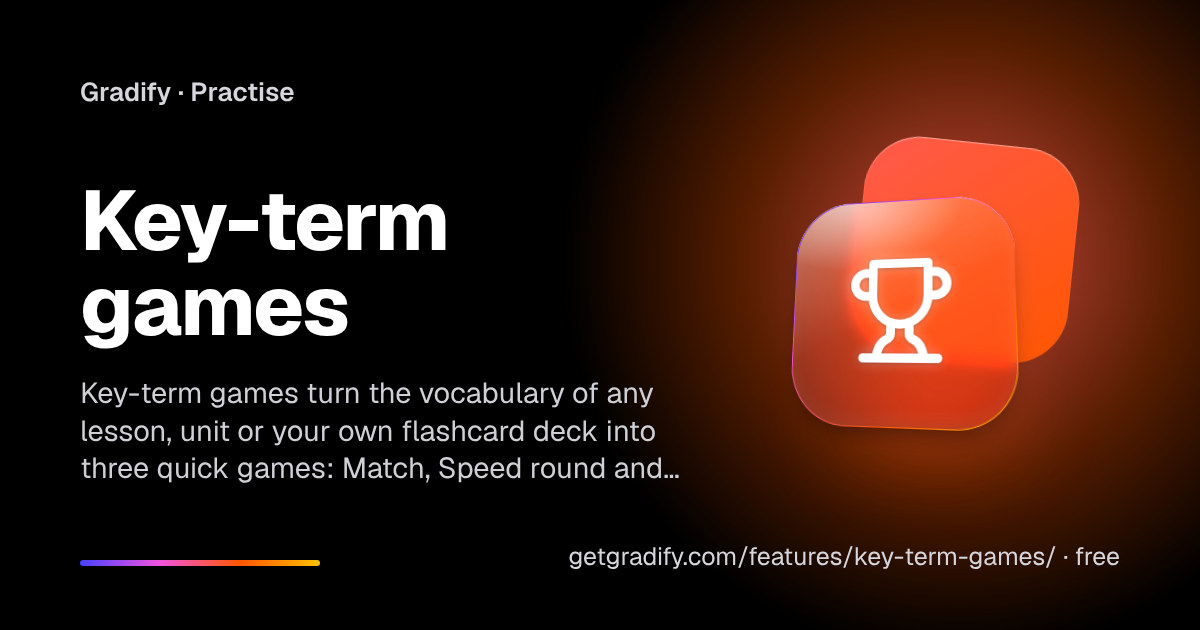 Gradify · Practise
Key-term
games
Key-term games turn the vocabulary of any
lesson, unit or your own flashcard deck into
three quick games: Match, Speed round and…
getgradify.com/features/key-term-games/ · free